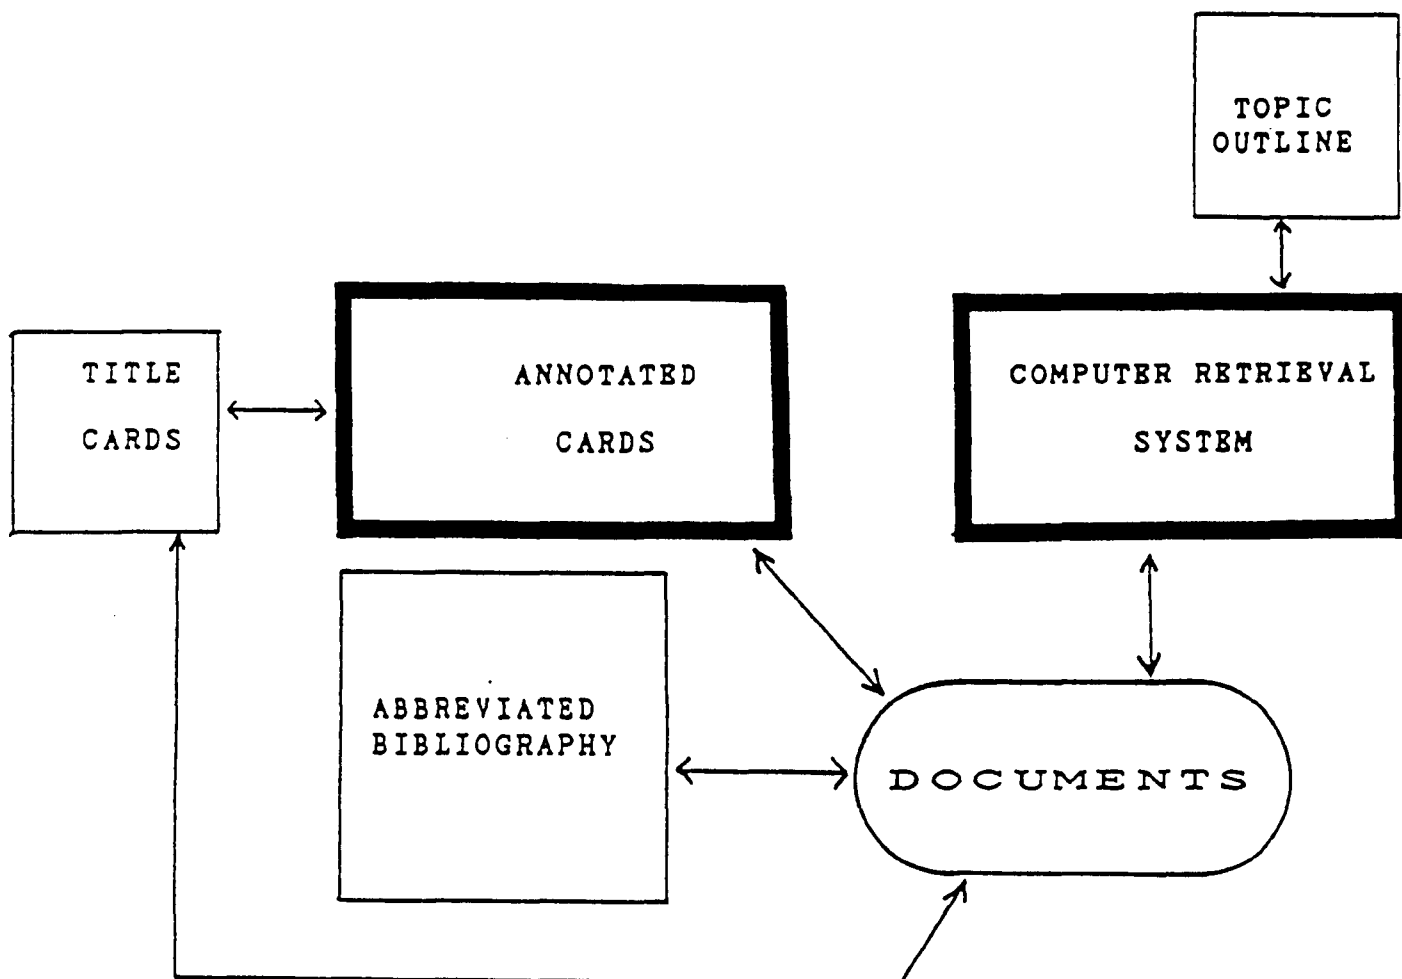 TOPIC
OUTLINE
TITLE
CARDS
ANNOTATED
CARDS
COMPUTER RETRIEVAL
SYSTEM
ABBREVIATED
BIBLIOGRAPHY
DOCUMENTS